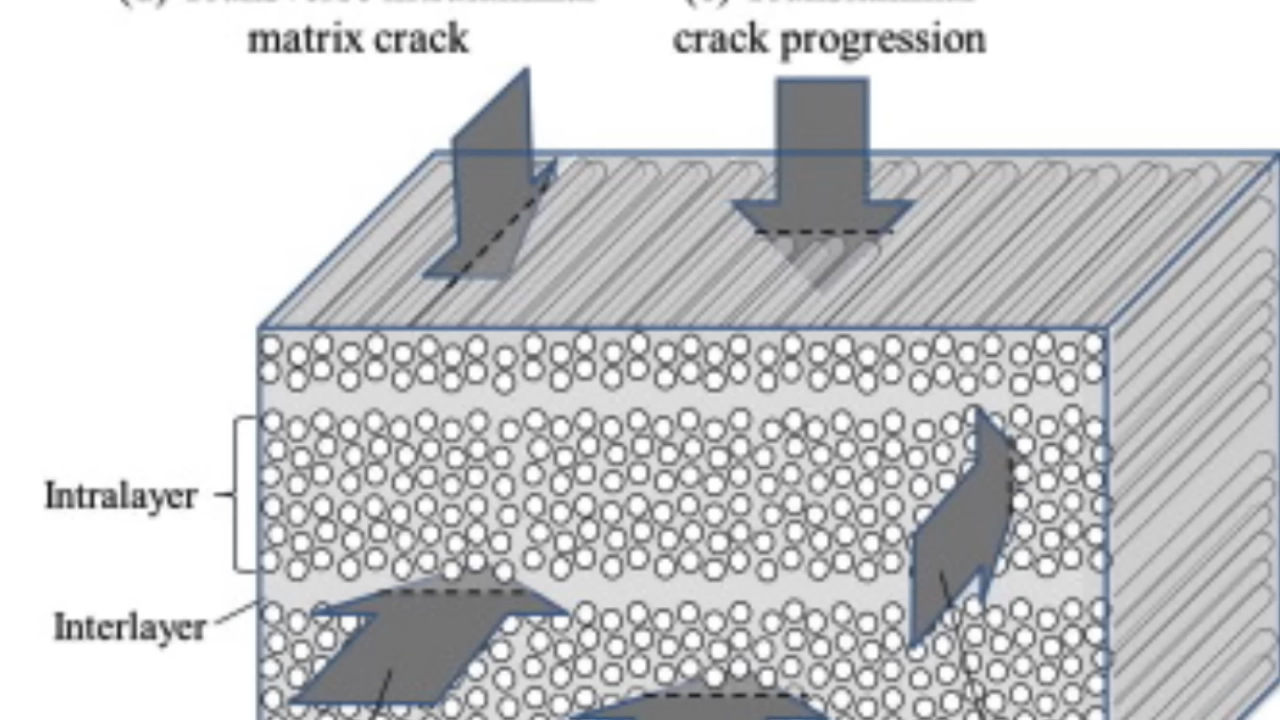 matrix crack
crack progression
Intralayer
Interlayer